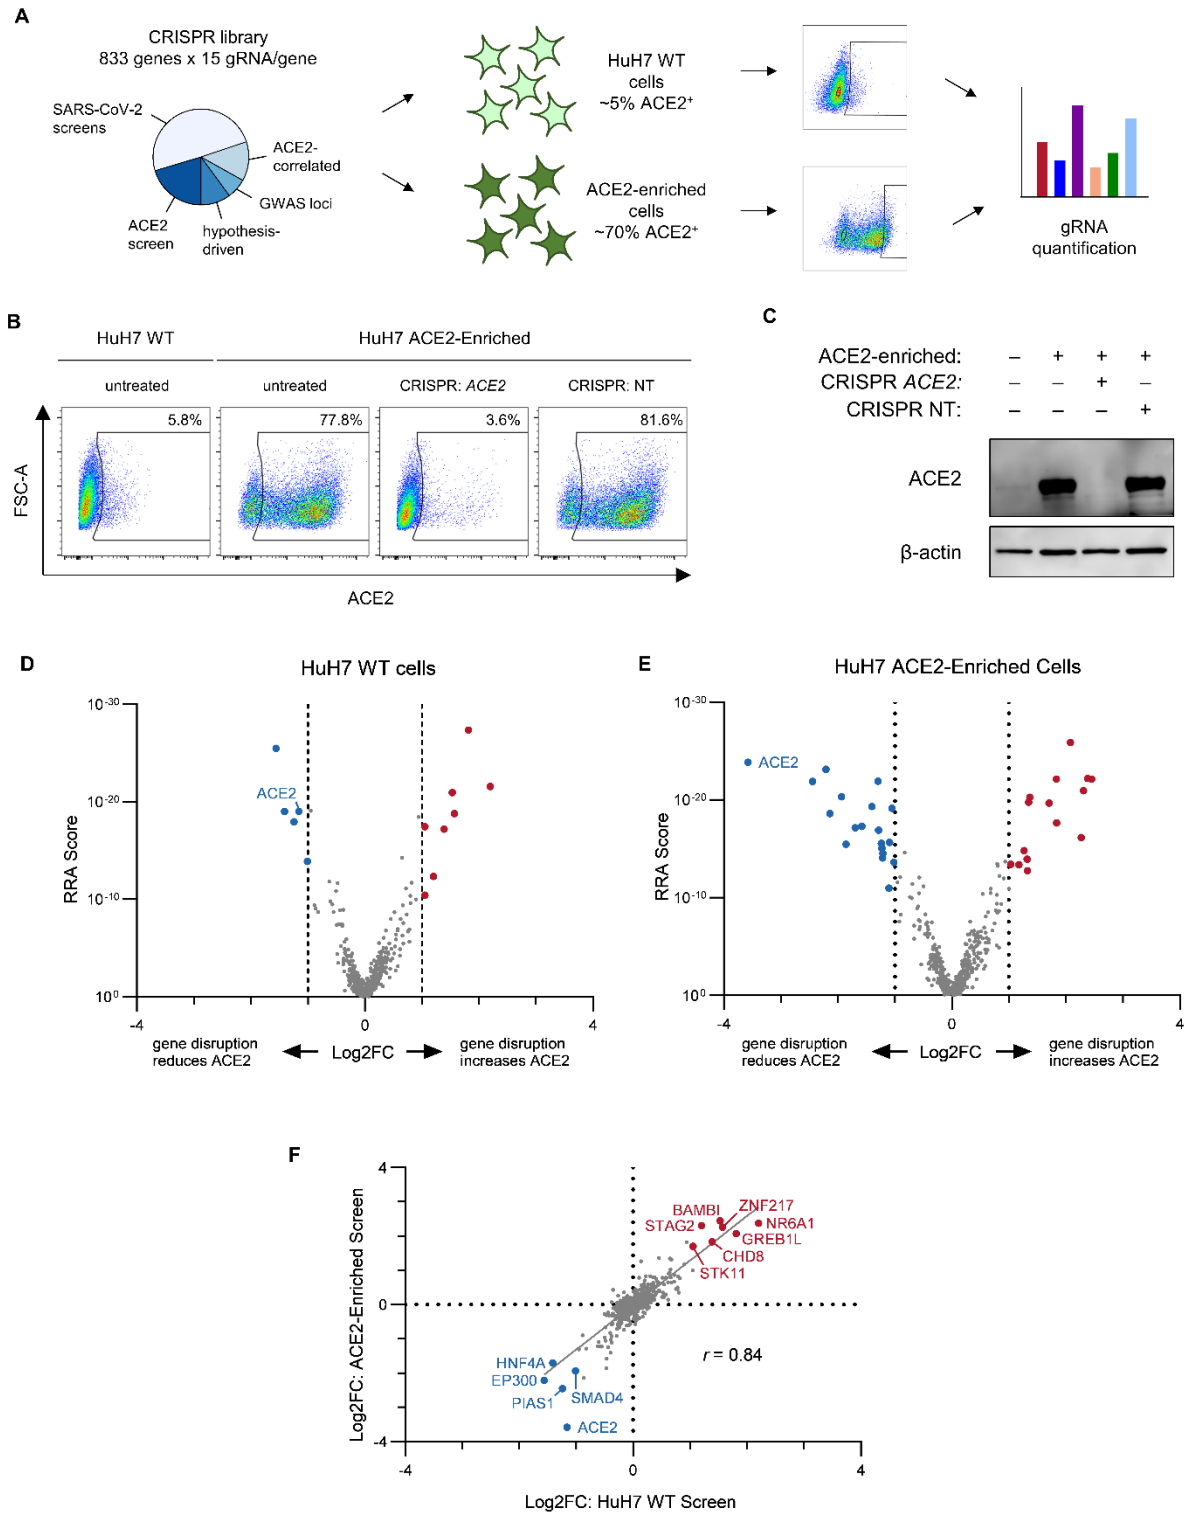 A
CRISPR library
833 genes x 15 gRNA/gene
SARS-CoV-2
screens
ACE2-
correlated
GWAS loci
hypothesis-
driven
ACE2
screen
HuH7 WT
cells
~5% ACE2⁺
ACE2-enriched
cells
~70% ACE2⁺
gRNA
quantification
B
HuH7 WT
HuH7 ACE2-Enriched
untreated
untreated
CRISPR: ACE2
CRISPR: NT
5.8%
77.8%
3.6%
81.6%
FSC-A
ACE2
C
ACE2-enriched: – + + +
CRISPR ACE2: – – + –
CRISPR NT: – – – +
ACE2
β-actin
D
HuH7 WT cells
10⁻³⁰
10⁻²⁰
10⁻¹⁰
10⁰
RRA Score
ACE2
-4
0
4
gene disruption
reduces ACE2
Log2FC
gene disruption
increases ACE2
E
HuH7 ACE2-Enriched Cells
10⁻³⁰
10⁻²⁰
10⁻¹⁰
10⁰
RRA Score
ACE2
-4
0
4
gene disruption
reduces ACE2
Log2FC
gene disruption
increases ACE2
F
4
0
-4
Log2FC: ACE2-Enriched Screen
BAMBI
ZNF217
STAG2
NR6A1
GREB1L
CHD8
STK11
r = 0.84
HNF4A
EP300
PIAS1
SMAD4
ACE2
-4
0
4
Log2FC: HuH7 WT Screen